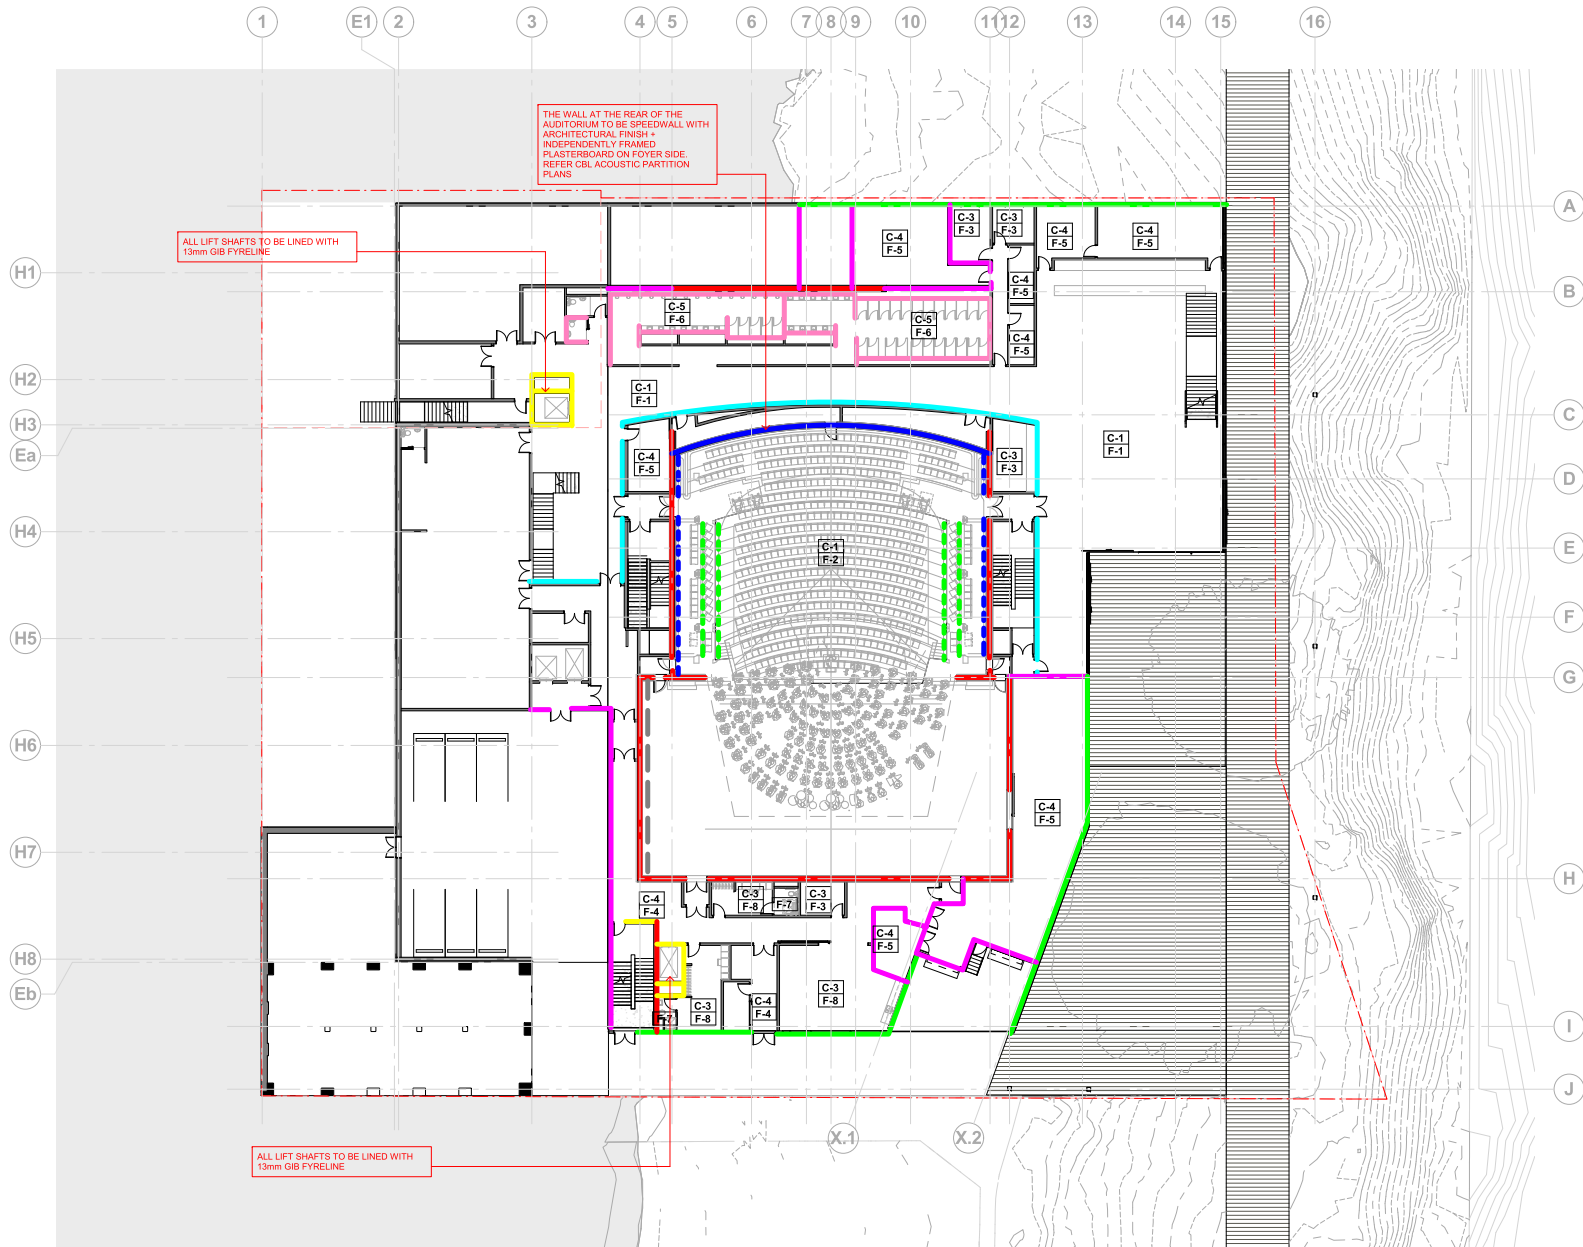 1
E1
2
3
4
5
6
7
8
9
10
11
12
13
14
15
16
THE WALL AT THE REAR OF THE
AUDITORIUM TO BE SPEEDWALL WITH
ARCHITECTURAL FINISH +
INDEPENDENTLY FRAMED
PLASTERBOARD ON FOYER SIDE.
REFER CBL ACOUSTIC PARTITION
PLANS
ALL LIFT SHAFTS TO BE LINED WITH
13mm GIB FYRELINE
A
B
C
D
E
F
G
H
I
J
H1
H2
H3
Ea
H4
H5
H6
H7
H8
Eb
C-3
F-3
C-3
F-3
C-4
F-5
C-4
F-5
C-4
F-5
C-4
F-5
C-5
F-6
C-5
F-6
C-4
F-5
C-1
F-1
C-1
F-1
C-4
F-5
C-3
F-3
C-1
F-2
C-4
F-5
C-3
F-8
F-7
C-3
F-3
C-4
F-4
C-4
F-5
C-3
F-8
C-3
F-8
C-4
F-4
F-7
X.1
X.2
ALL LIFT SHAFTS TO BE LINED WITH
13mm GIB FYRELINE